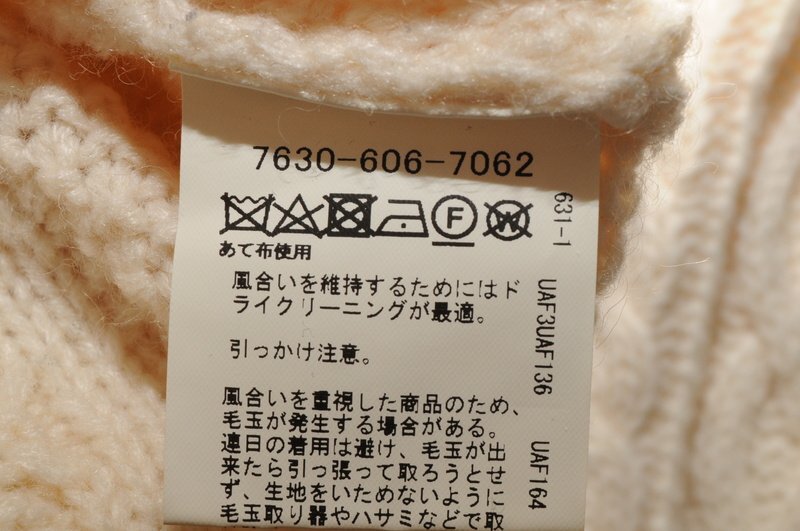 7630-606-7062
F
W
あて布使用
風合いを維持するためにはド
ライクリーニングが最適。
引っかけ注意。
風合いを重視した商品のため、
毛玉が発生する場合がある。
連日の着用は避け、毛玉が出
来たら引っ張って取ろうとせ
ず、生地をいためないように
毛玉取り器やハサミなどで取
631-1
UAF3UAF136
UAF164